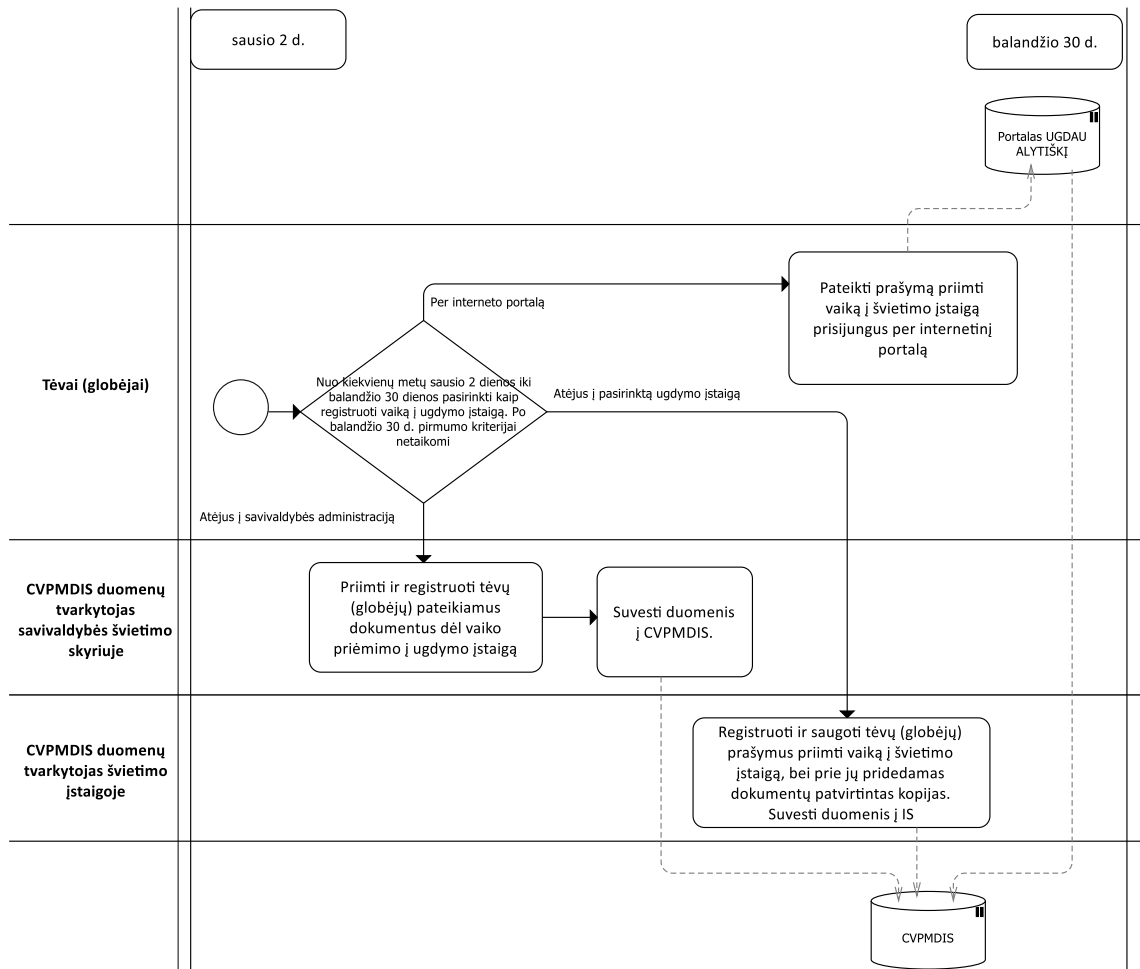 sausio 2 d.
balandžio 30 d.
Portalas UGDAU
ALYTIŠKĮ
Tėvai (globėjai)
Per interneto portalą
Pateikti prašymą priimti
vaiką į švietimo įstaigą
prisijungus per internetinį
portalą
Nuo kiekvienų metų sausio 2 dienos iki
balandžio 30 dienos pasirinkti kaip
registruoti vaiką į ugdymo įstaigą. Po
balandžio 30 d. pirmumo kriterijai
netaikomi
Atėjus į pasirinktą ugdymo įstaigą
Atėjus į savivaldybės administraciją
CVPMDIS duomenų
tvarkytojas
savivaldybės švietimo
skyriuje
Priimti ir registruoti tėvų
(globėjų) pateikiamus
dokumentus dėl vaiko
priėmimo į ugdymo įstaigą
Suvesti duomenis
į CVPMDIS.
CVPMDIS duomenų
tvarkytojas švietimo
įstaigoje
Registruoti ir saugoti tėvų (globėjų)
prašymus priimti vaiką į švietimo
įstaigą, bei prie jų pridedamas
dokumentų patvirtintas kopijas.
Suvesti duomenis į IS
CVPMDIS